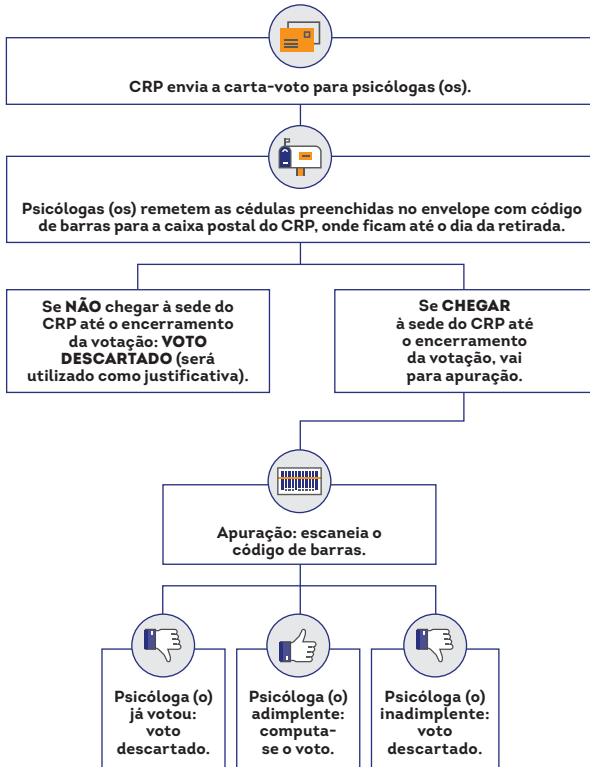 CRP envia a carta-voto para psicólogas (os).
Psicólogas (os) remetem as cédulas preenchidas no envelope com código
de barras para a caixa postal do CRP, onde ficam até o dia da retirada.
Se NÃO chegar à sede do
CRP até o encerramento
da votação: VOTO
DESCARTADO (será
utilizado como justificativa).
Se CHEGAR
à sede do CRP até
o encerramento
da votação, vai
para apuração.
Apuração: escaneia o
código de barras.
Psicóloga (o)
já votou:
voto
descartado.
Psicóloga (o)
adimplente:
computa-
se o voto.
Psicóloga (o)
inadimplente:
voto
descartado.